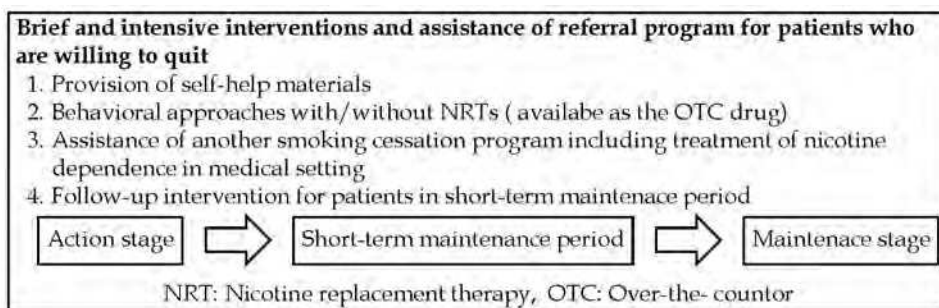 Brief and intensive interventions and assistance of referral program for patients who
are willing to quit
1. Provision of self-help materials
2. Behavioral approaches with/without NRTs ( availabe as the OTC drug)
3. Assistance of another smoking cessation program including treatment of nicotine
dependence in medical setting
4. Follow-up intervention for patients in short-term maintenace period
Action stage
Short-term maintenance period
Maintenace stage
NRT: Nicotine replacement therapy, OTC: Over-the- countor